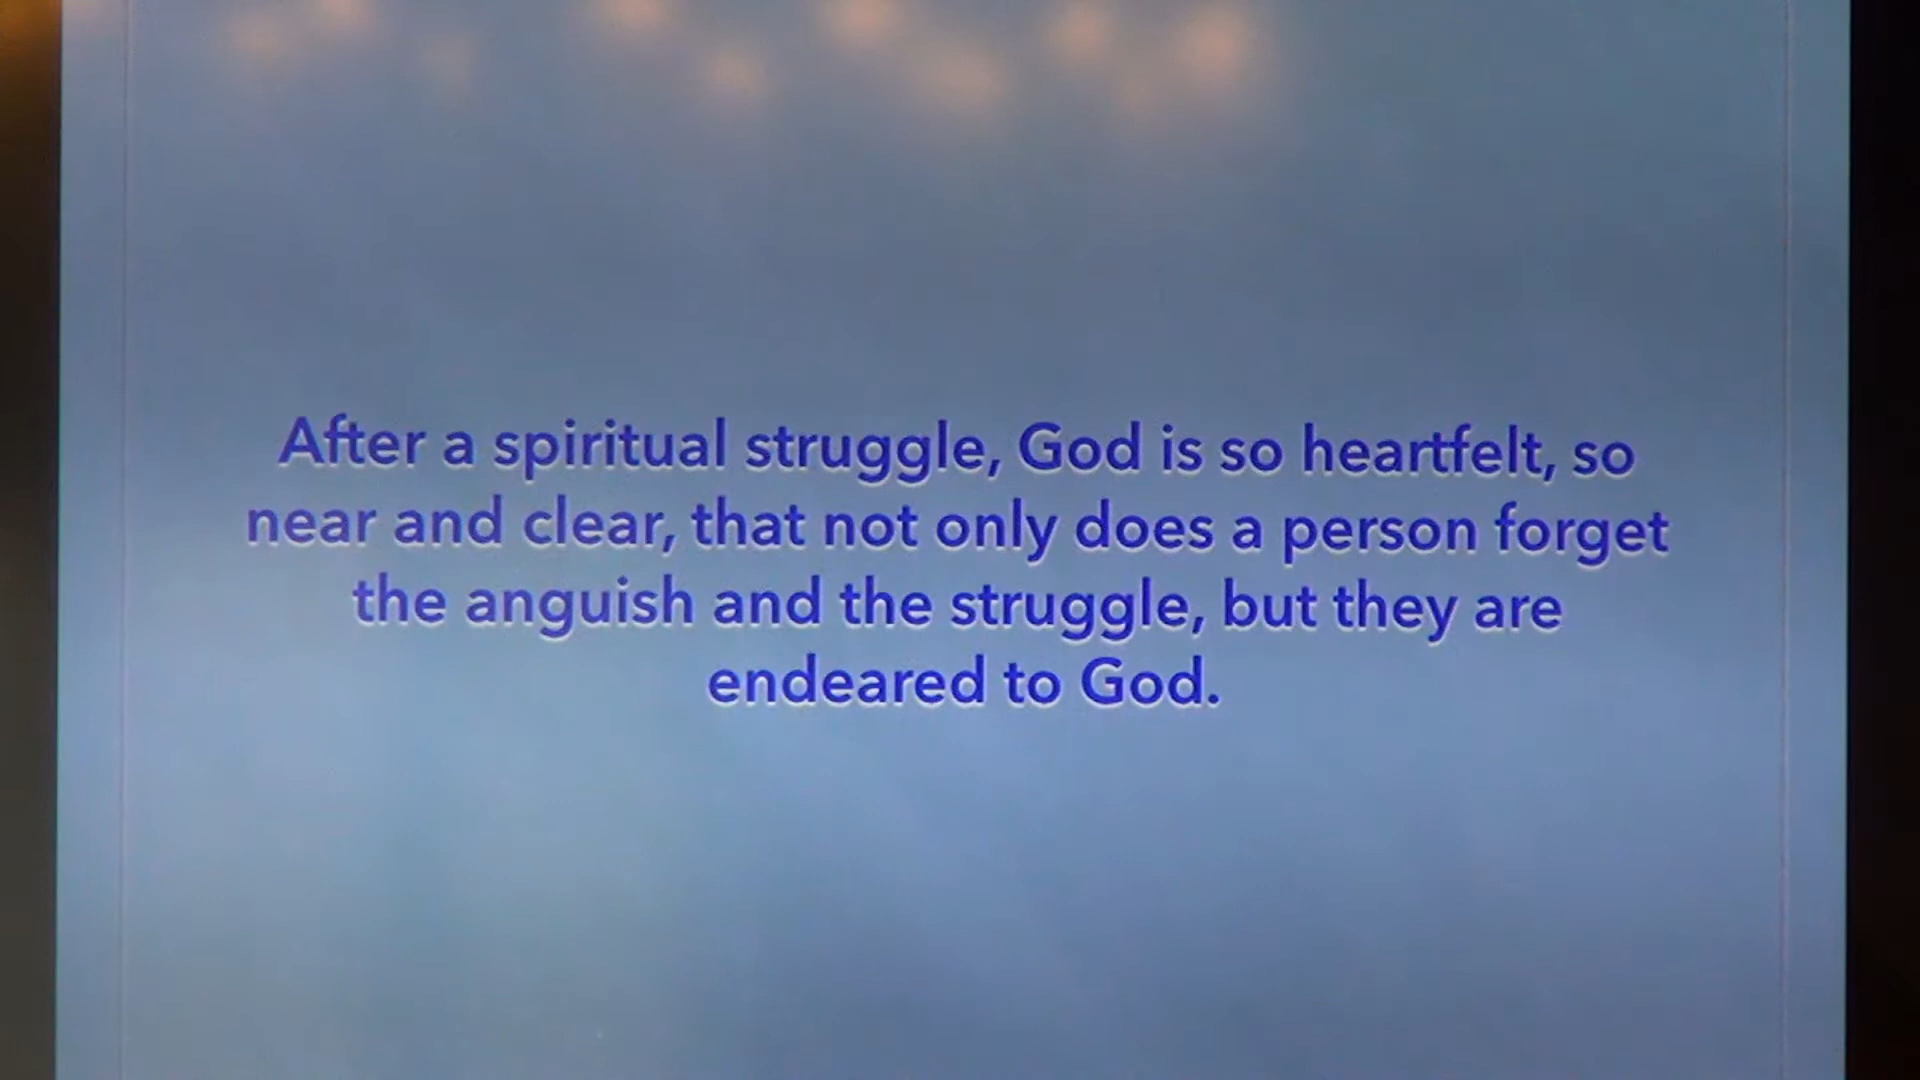 After a spiritual struggle, God is so heartfelt, so
near and clear, that not only does a person forget
the anguish and the struggle, but they are
endeared to God.